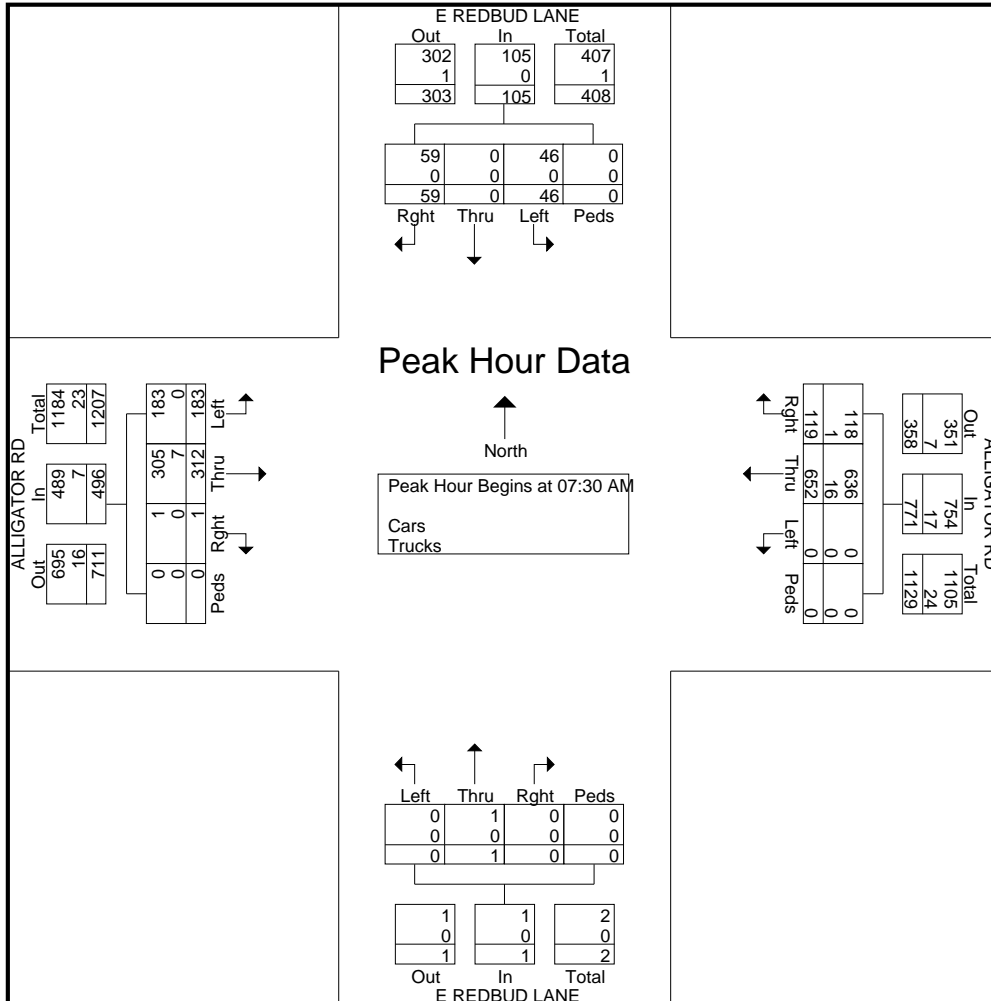 E REDBUD LANE
Out In Total
302 105 407
1 0 1
303 105 408
59 0 46 0
0 0 0 0
59 0 46 0
Rght Thru Left Peds
Peak Hour Data
North
Peak Hour Begins at 07:30 AM
Cars
Trucks
ALLIGATOR RD
Out In Total
695 489 1184
16 7 23
711 496 1207
0 1 305 183
0 0 7 0
0 1 312 183
Peds Rght Thru Left
ALLIGATOR RD
Out In Total
351 754 1105
7 17 24
358 771 1129
118 636 0 0
1 16 0 0
119 652 0 0
Rght Thru Left Peds
Left Thru Rght Peds
0 1 0 0
0 0 0 0
0 1 0 0
1 1 2
0 0 0
1 1 2
Out In Total
E REDBUD LANE